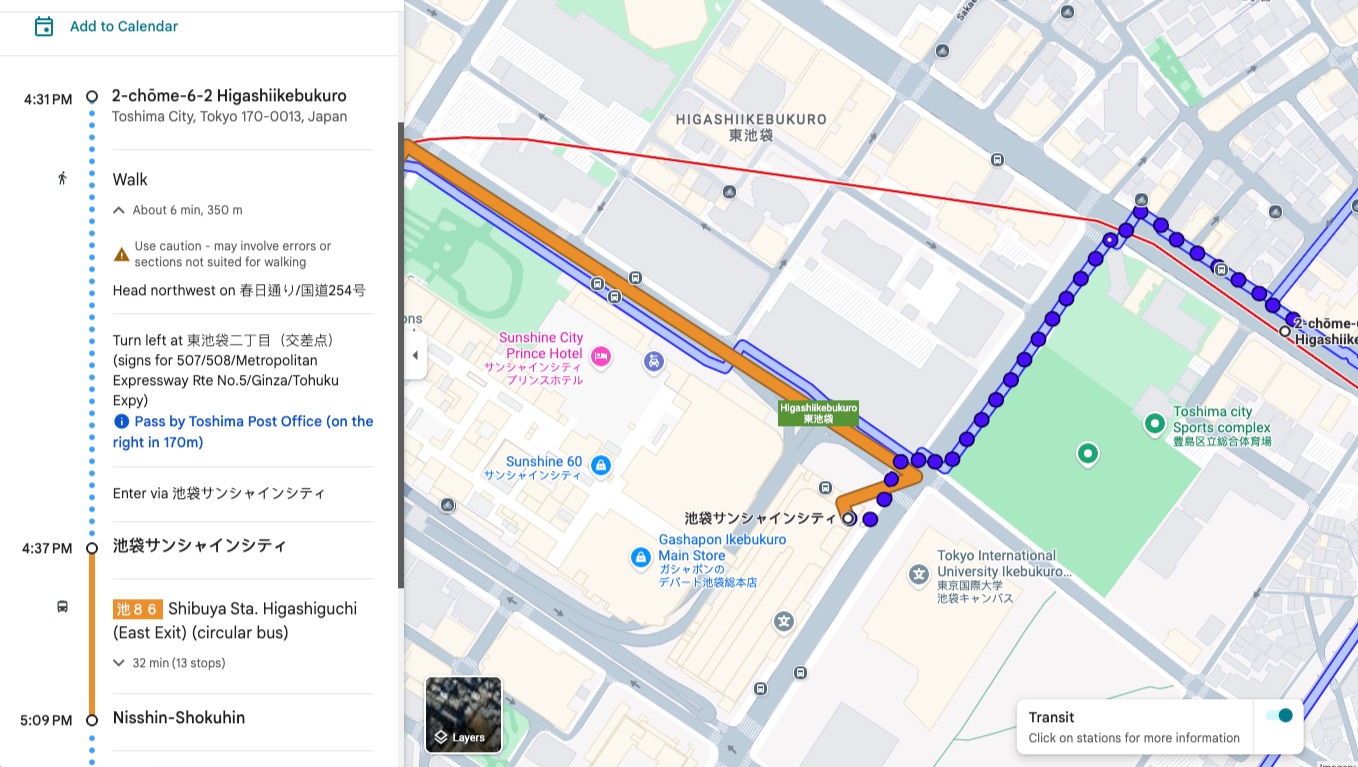 Add to Calendar
4:31 PM
2-chōme-6-2 Higashiikebukuro
Toshima City, Tokyo 170-0013, Japan
Walk
About 6 min, 350 m
Use caution - may involve errors or
sections not suited for walking
Head northwest on 春日通り/国道254号
Turn left at 東池袋二丁目（交差点）
(signs for 507/508/Metropolitan
Expressway Rte No.5/Ginza/Tohuku
Expy)
Pass by Toshima Post Office (on the
right in 170m)
Enter via 池袋サンシャインシティ
4:37 PM
池袋サンシャインシティ
池８６ Shibuya Sta. Higashiguchi
(East Exit) (circular bus)
32 min (13 stops)
5:09 PM
Nisshin-Shokuhin
HIGASHIIKEBUKURO
東池袋
ons
Sunshine City
Prince Hotel
サンシャインシティ
プリンスホテル
Higashiikebukuro
東池袋
Sunshine 60
サンシャインシティ
池袋サンシャインシティ
Gashapon Ikebukuro
Main Store
ガシャポンの
デパート池袋総本店
文
文
Tokyo International
University Ikebukuro...
東京国際大学
池袋キャンパス
Toshima city
Sports complex
豊島区立総合体育場
2-chōme-
Higashiike
Layers
Transit
Click on stations for more information